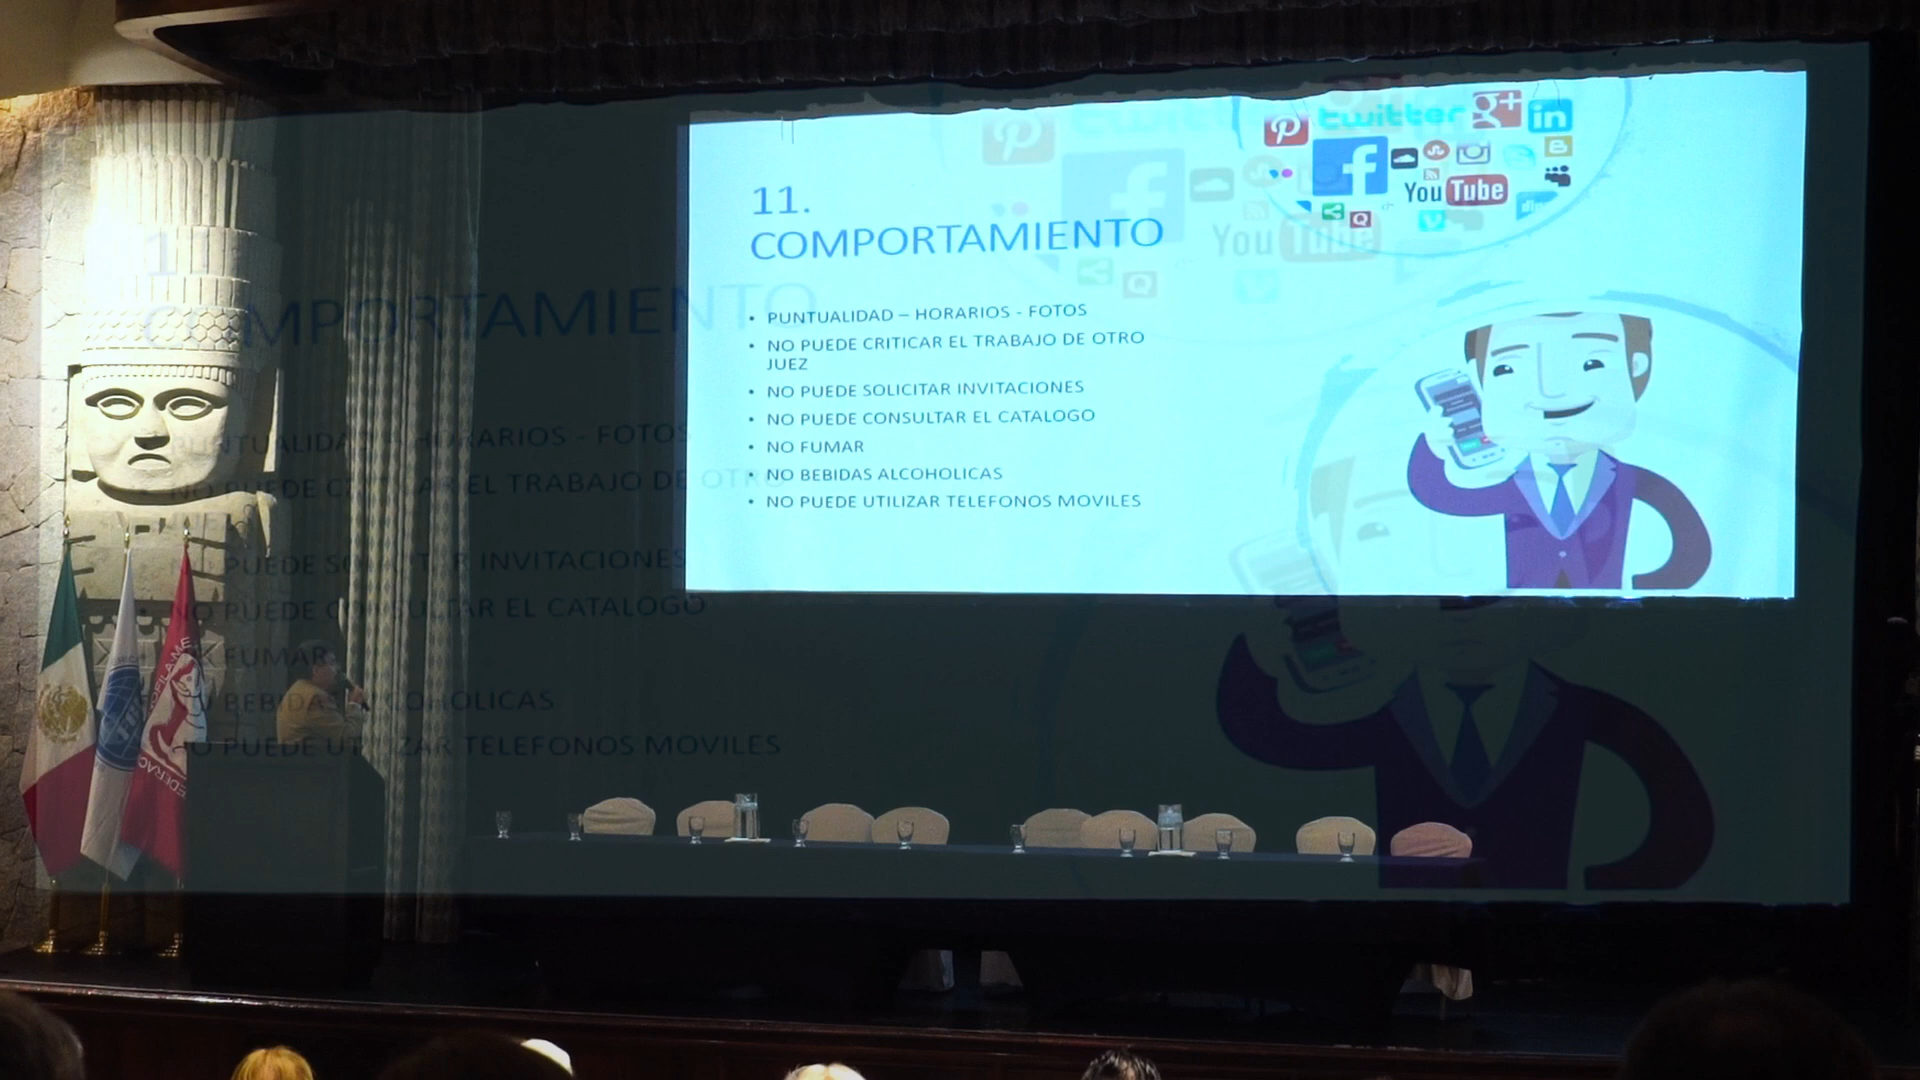 twitter
g+
in
f
B
You Tube
Q
11.
COMPORTAMIENTO
• PUNTUALIDAD – HORARIOS - FOTOS
• NO PUEDE CRITICAR EL TRABAJO DE OTRO
JUEZ
• NO PUEDE SOLICITAR INVITACIONES
• NO PUEDE CONSULTAR EL CATALOGO
• NO FUMAR
• NO BEBIDAS ALCOHOLICAS
• NO PUEDE UTILIZAR TELEFONOS MOVILES